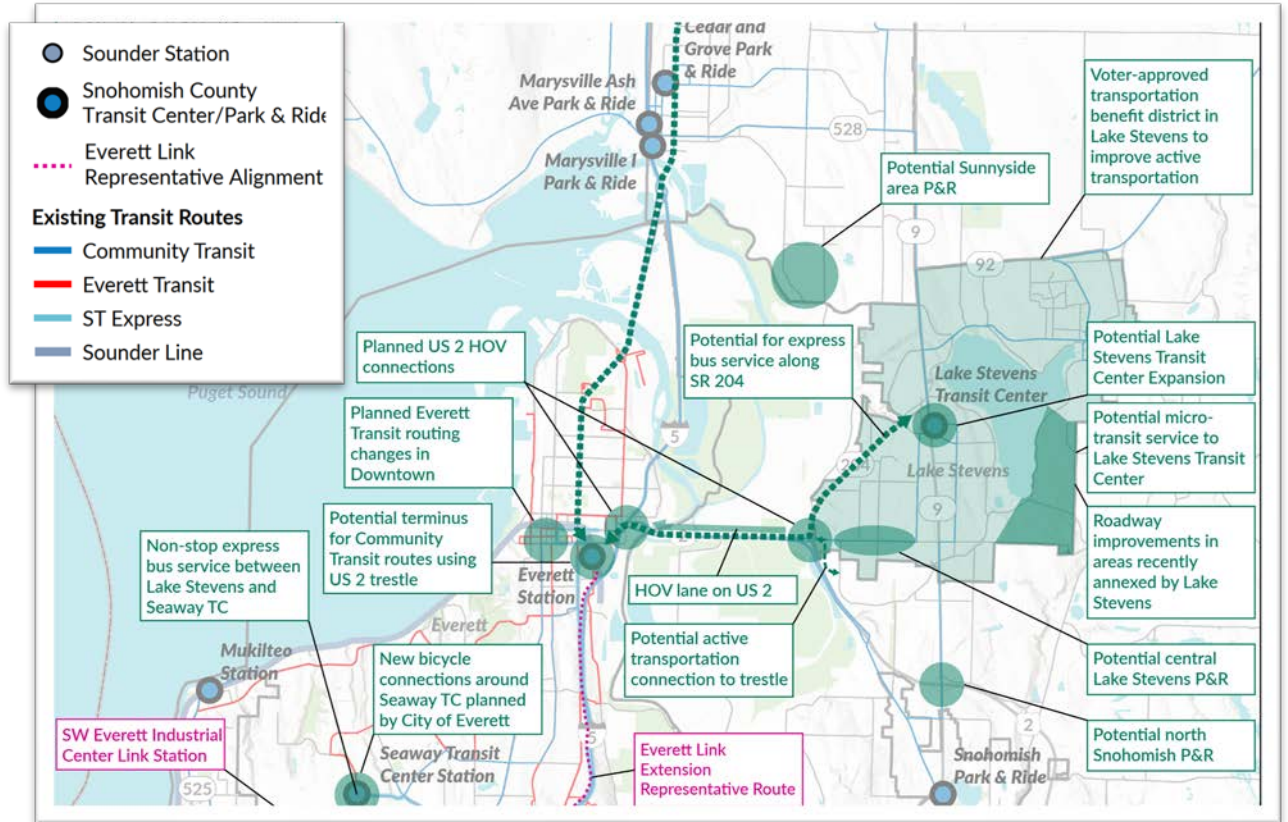 Sounder Station
Snohomish County
Transit Center/Park & Ride
Everett Link
Representative Alignment
Existing Transit Routes
Community Transit
Everett Transit
ST Express
Sounder Line
Cedar and
Grove Park
& Ride
Marysville Ash
Ave Park & Ride
Marysville I
Park & Ride
528
Voter-approved
transportation
benefit district in
Lake Stevens to
improve active
transportation
Potential Sunnyside
area P&R
9
92
Puget Sound
Planned US 2 HOV
connections
Potential for express
bus service along
SR 204
Potential Lake
Stevens Transit
Center Expansion
Lake Stevens
Transit Center
Planned Everett
Transit routing
changes in
Downtown
5
204
Lake Stevens
Potential micro-
transit service to
Lake Stevens Transit
Center
9
Potential terminus
for Community
Transit routes using
US 2 trestle
Non-stop express
bus service between
Lake Stevens and
Seaway TC
Everett
Station
HOV lane on US 2
Roadway
improvements in
areas recently
annexed by Lake
Stevens
Everett
Potential active
transportation
connection to trestle
Mukilteo
Station
New bicycle
connections around
Seaway TC planned
by City of Everett
Potential central
Lake Stevens P&R
SW Everett Industrial
Center Link Station
Seaway Transit
Center Station
5
Everett Link
Extension
Representative Route
2
Potential north
Snohomish P&R
Snohomish
Park & Ride
525